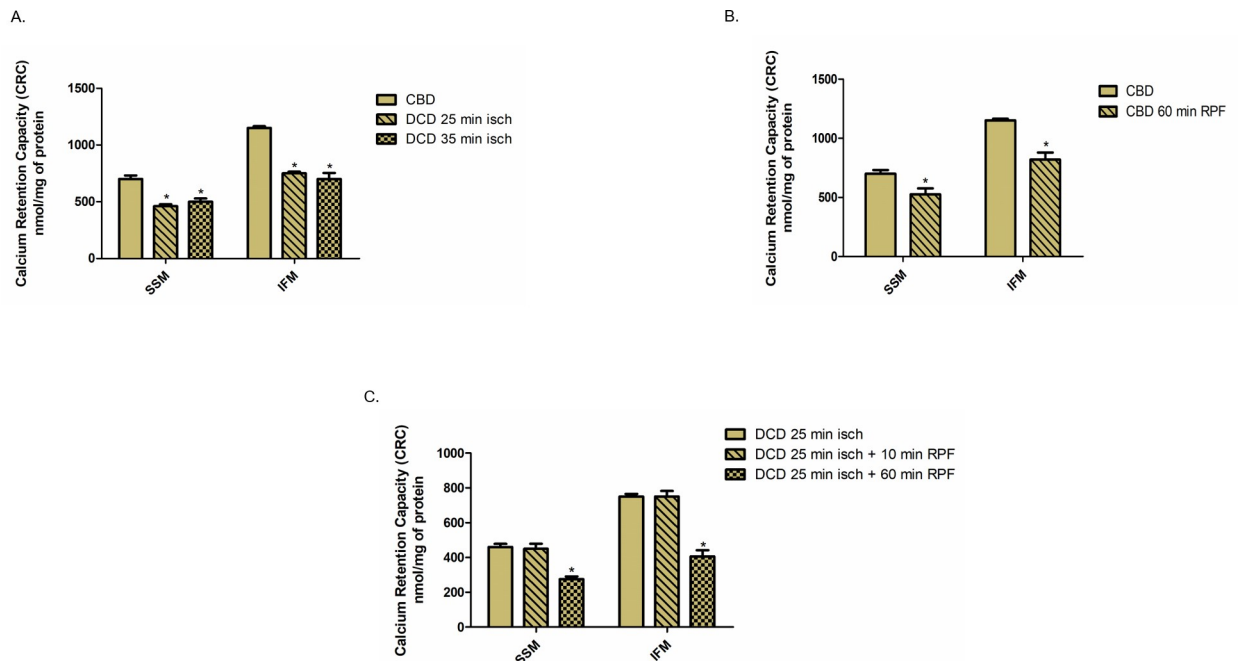 A.
Calcium Retention Capacity (CRC)
nmol/mg of protein
1500
1000
500
0
*
*
*
*
SSM
IFM
CBD
DCD 25 min isch
DCD 35 min isch
B.
Calcium Retention Capacity (CRC)
nmol/mg of protein
1500
1000
500
0
*
*
SSM
IFM
CBD
CBD 60 min RPF
C.
Calcium Retention Capacity (CRC)
nmol/mg of protein
1000
800
600
400
200
0
*
*
SSM
IFM
DCD 25 min isch
DCD 25 min isch + 10 min RPF
DCD 25 min isch + 60 min RPF